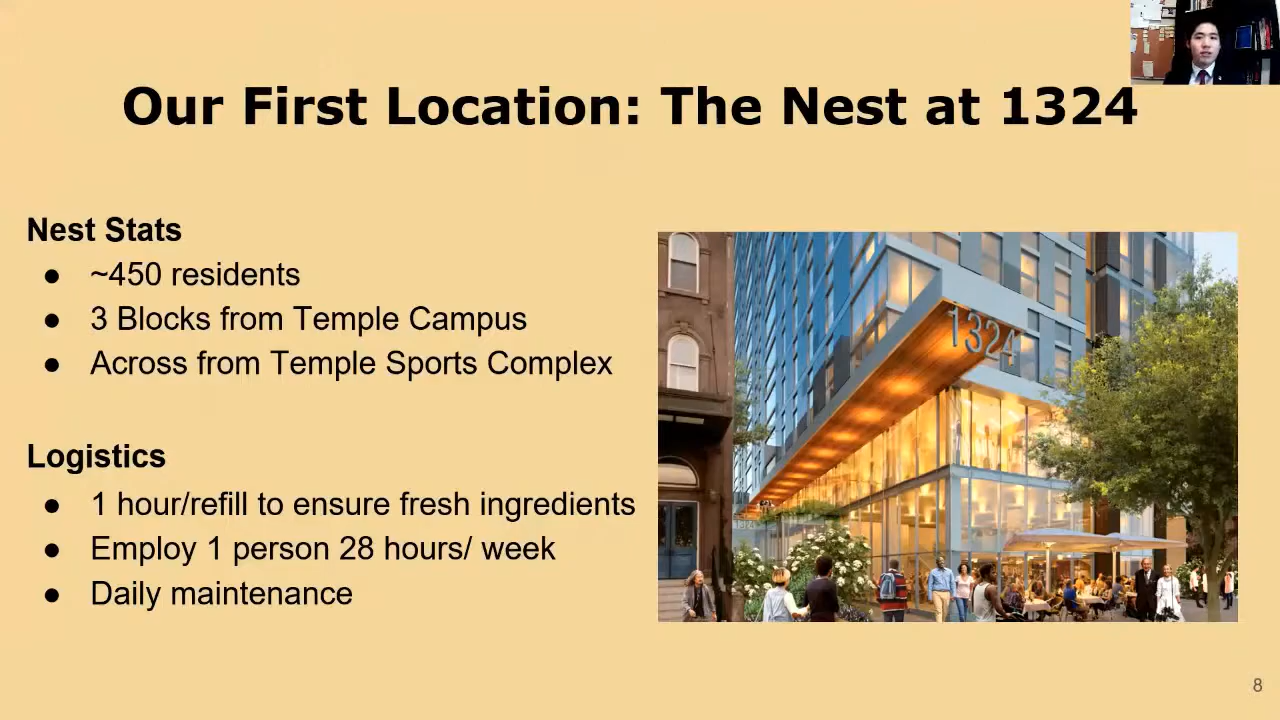 Our First Location: The Nest at 1324
Nest Stats
● ~450 residents
● 3 Blocks from Temple Campus
● Across from Temple Sports Complex
Logistics
● 1 hour/refill to ensure fresh ingredients
● Employ 1 person 28 hours/ week
● Daily maintenance
1324
8